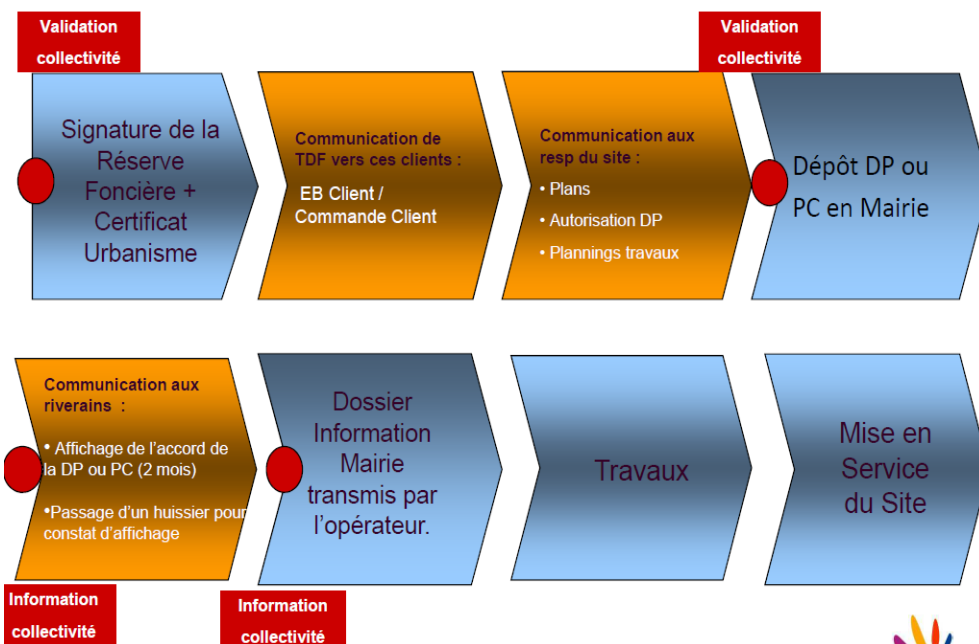 Validation
collectivité
Validation
collectivité
Signature de la
Réserve
Foncière +
Certificat
Urbanisme
Communication de
TDF vers ces clients :
EB Client /
Commande Client
Communication aux
resp du site :
• Plans
• Autorisation DP
• Plannings travaux
Dépôt DP ou
PC en Mairie
Communication aux
riverains :
• Affichage de l'accord de
la DP ou PC (2 mois)
•Passage d'un huissier pour
constat d'affichage
Dossier
Information
Mairie
transmis par
l'opérateur.
Travaux
Mise en
Service
du Site
Information
collectivité
Information
collectivité